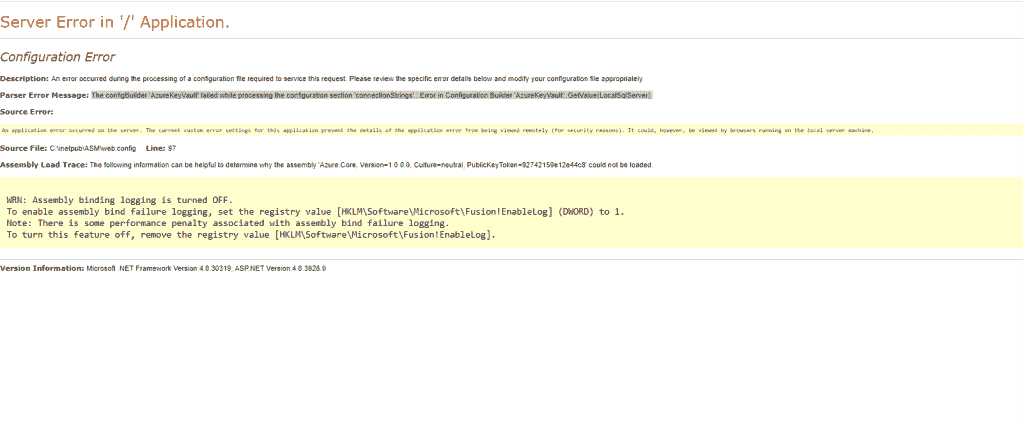 Server Error in '/' Application.
Configuration Error
Description: An error occurred during the processing of a configuration file required to service this request. Please review the specific error details below and modify your configuration file appropriately.
Parser Error Message: The configBuilder 'AzureKeyVault' failed while processing the configuration section 'connectionStrings'.: Error in Configuration Builder 'AzureKeyVault'::GetValue(LocalSqlServer)
Source Error:
An application error occurred on the server. The current custom error settings for this application prevent the details of the application error from being viewed remotely (for security reasons). It could, however, be viewed by browsers running on the local server machine.
Source File: C:\inetpub\ASM\web.config Line: 97
Assembly Load Trace: The following information can be helpful to determine why the assembly 'Azure.Core, Version=1.0.0.0, Culture=neutral, PublicKeyToken=92742159e12e44c8' could not be loaded.
WRN: Assembly binding logging is turned OFF.
To enable assembly bind failure logging, set the registry value [HKLM\Software\Microsoft\Fusion!EnableLog] (DWORD) to 1.
Note: There is some performance penalty associated with assembly bind failure logging.
To turn this feature off, remove the registry value [HKLM\Software\Microsoft\Fusion!EnableLog].
Version Information: Microsoft .NET Framework Version:4.0.30319; ASP.NET Version:4.8.3928.0